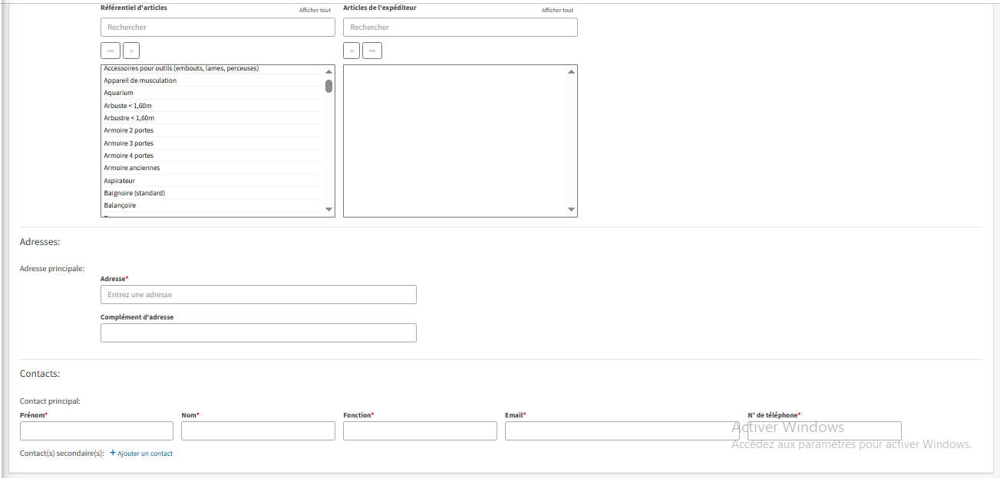 Référentiel d'articles Afficher tout Articles de l'expéditeur Afficher tout
Rechercher Rechercher
>> > < <<
Accessoires pour outils (embouts, lames, perceuses)
Appareil de musculation
Aquarium
Arbuste < 1,60m
Arbustre < 1,60m
Armoire 2 portes
Armoire 3 portes
Armoire 4 portes
Armoire anciennes
Aspirateur
Baignoire (standard)
Balançoire
Adresses:
Adresse principale:
Adresse*
Entrez une adresse
Complément d'adresse
Contacts:
Contact principal:
Prénom* Nom* Fonction* Email* N° de téléphone*
Activer Windows
Accédez aux paramètres pour activer Windows.
Contact(s) secondaire(s): + Ajouter un contact